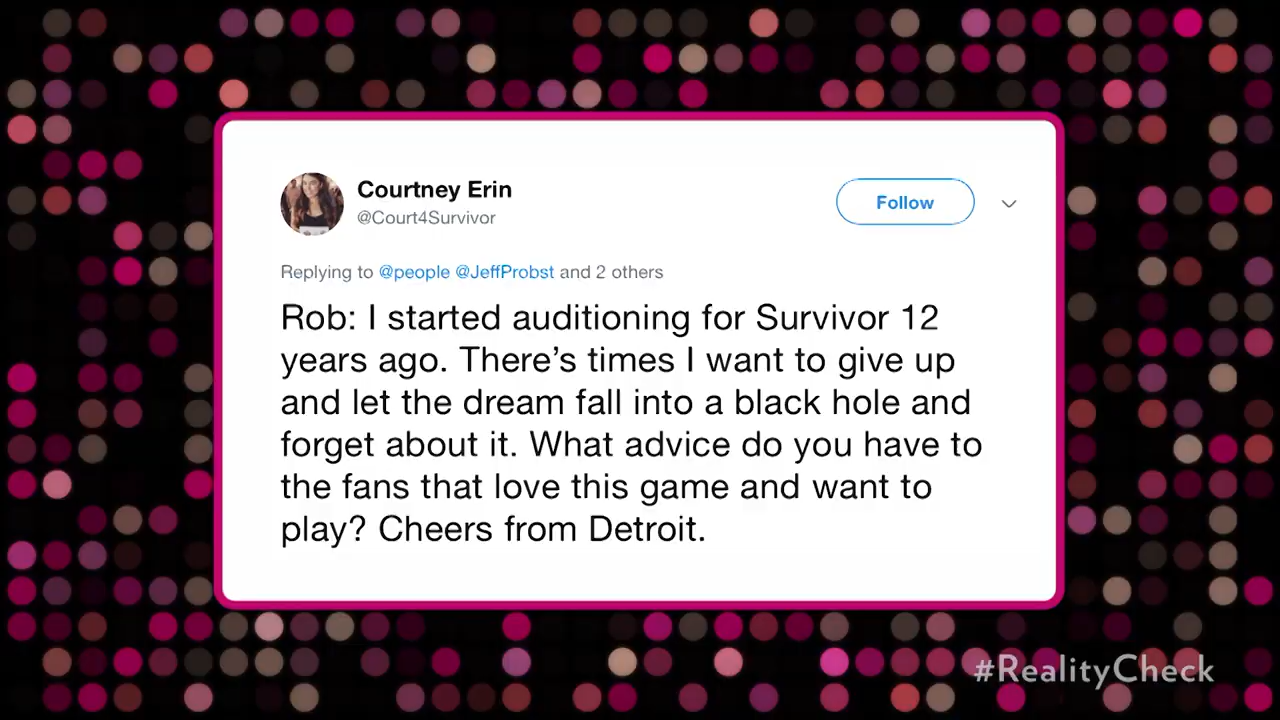 Courtney Erin
@Court4Survivor
Follow
Replying to @people @JeffProbst and 2 others
Rob: I started auditioning for Survivor 12
years ago. There's times I want to give up
and let the dream fall into a black hole and
forget about it. What advice do you have to
the fans that love this game and want to
play? Cheers from Detroit.
#RealityCheck